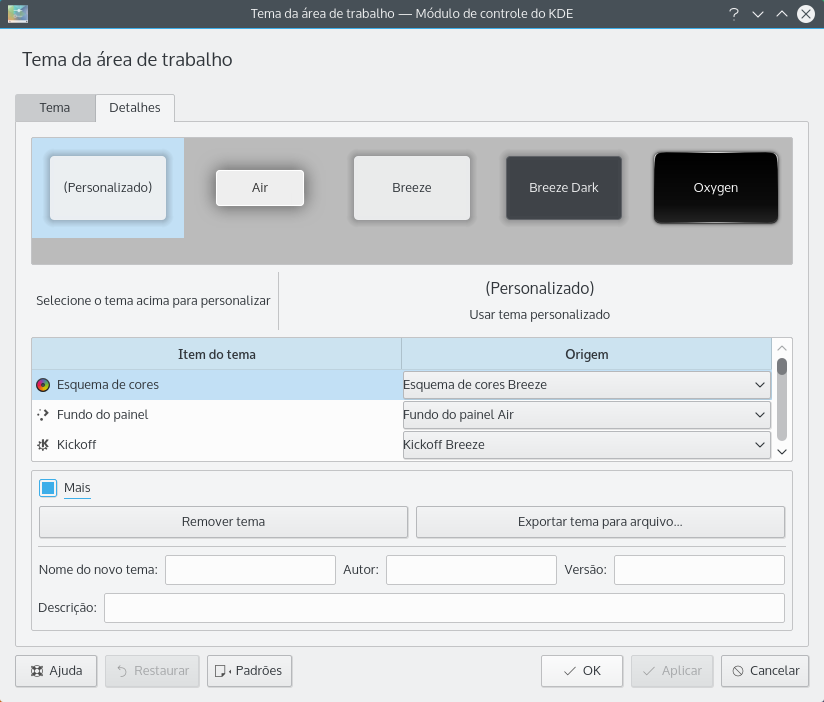 Tema da área de trabalho — Módulo de controle do KDE
Tema da área de trabalho
Tema Detalhes
(Personalizado) Air Breeze Breeze Dark Oxygen
Selecione o tema acima para personalizar
(Personalizado)
Usar tema personalizado
Item do tema Origem
Esquema de cores Esquema de cores Breeze
Fundo do painel Fundo do painel Air
Kickoff Kickoff Breeze
Mais
Remover tema Exportar tema para arquivo...
Nome do novo tema: Autor: Versão:
Descrição:
Ajuda Restaurar Padrões OK Aplicar Cancelar